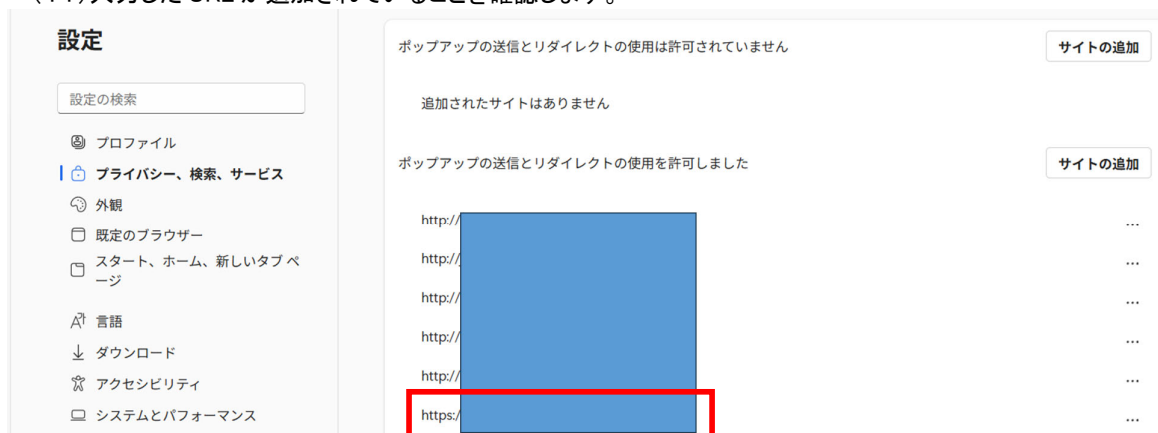 (11)入力した URL が追加されていることを確認します。
設定
設定の検索
プロファイル
プライバシー、検索、サービス
外観
既定のブラウザー
スタート、ホーム、新しいタブ ペ
ージ
言語
ダウンロード
アクセシビリティ
システムとパフォーマンス
ポップアップの送信とリダイレクトの使用は許可されていません
サイトの追加
追加されたサイトはありません
ポップアップの送信とリダイレクトの使用を許可しました
サイトの追加
http:// ...
http:// ...
http:// ...
http:// ...
http:// ...
https:/ ...